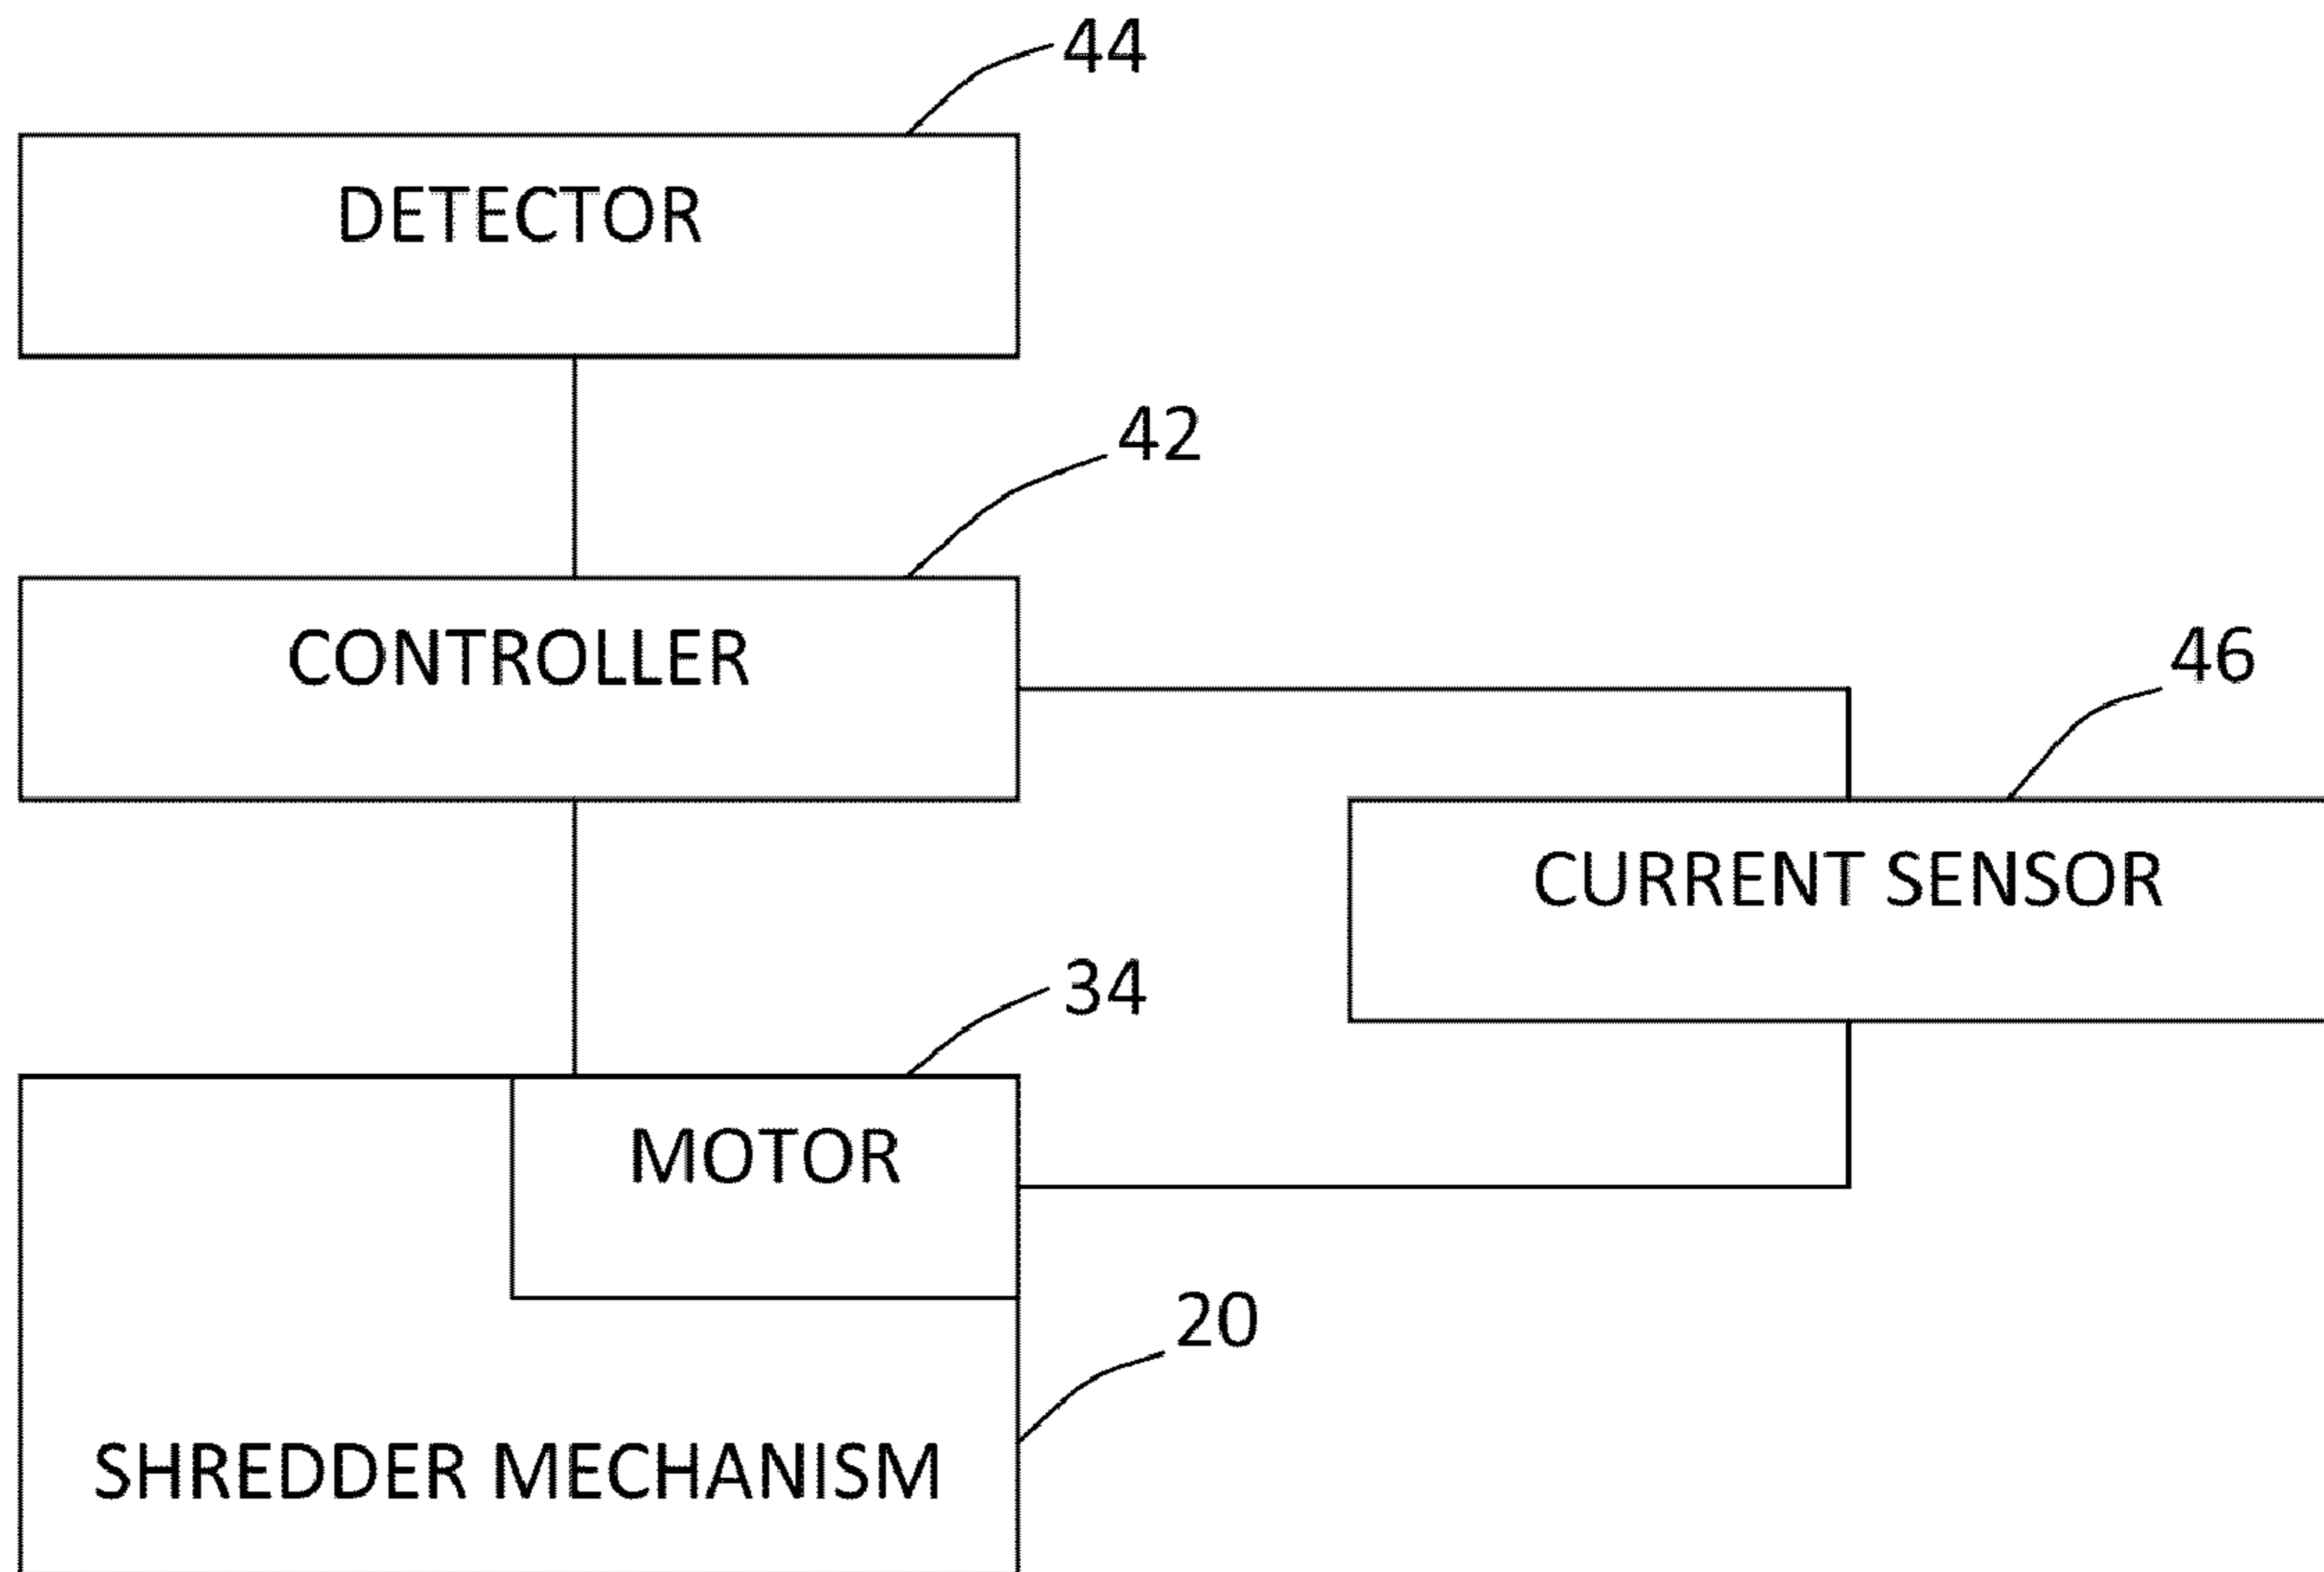 44
DETECTOR
42
CONTROLLER
46
CURRENT SENSOR
34
MOTOR
20
SHREDDER MECHANISM